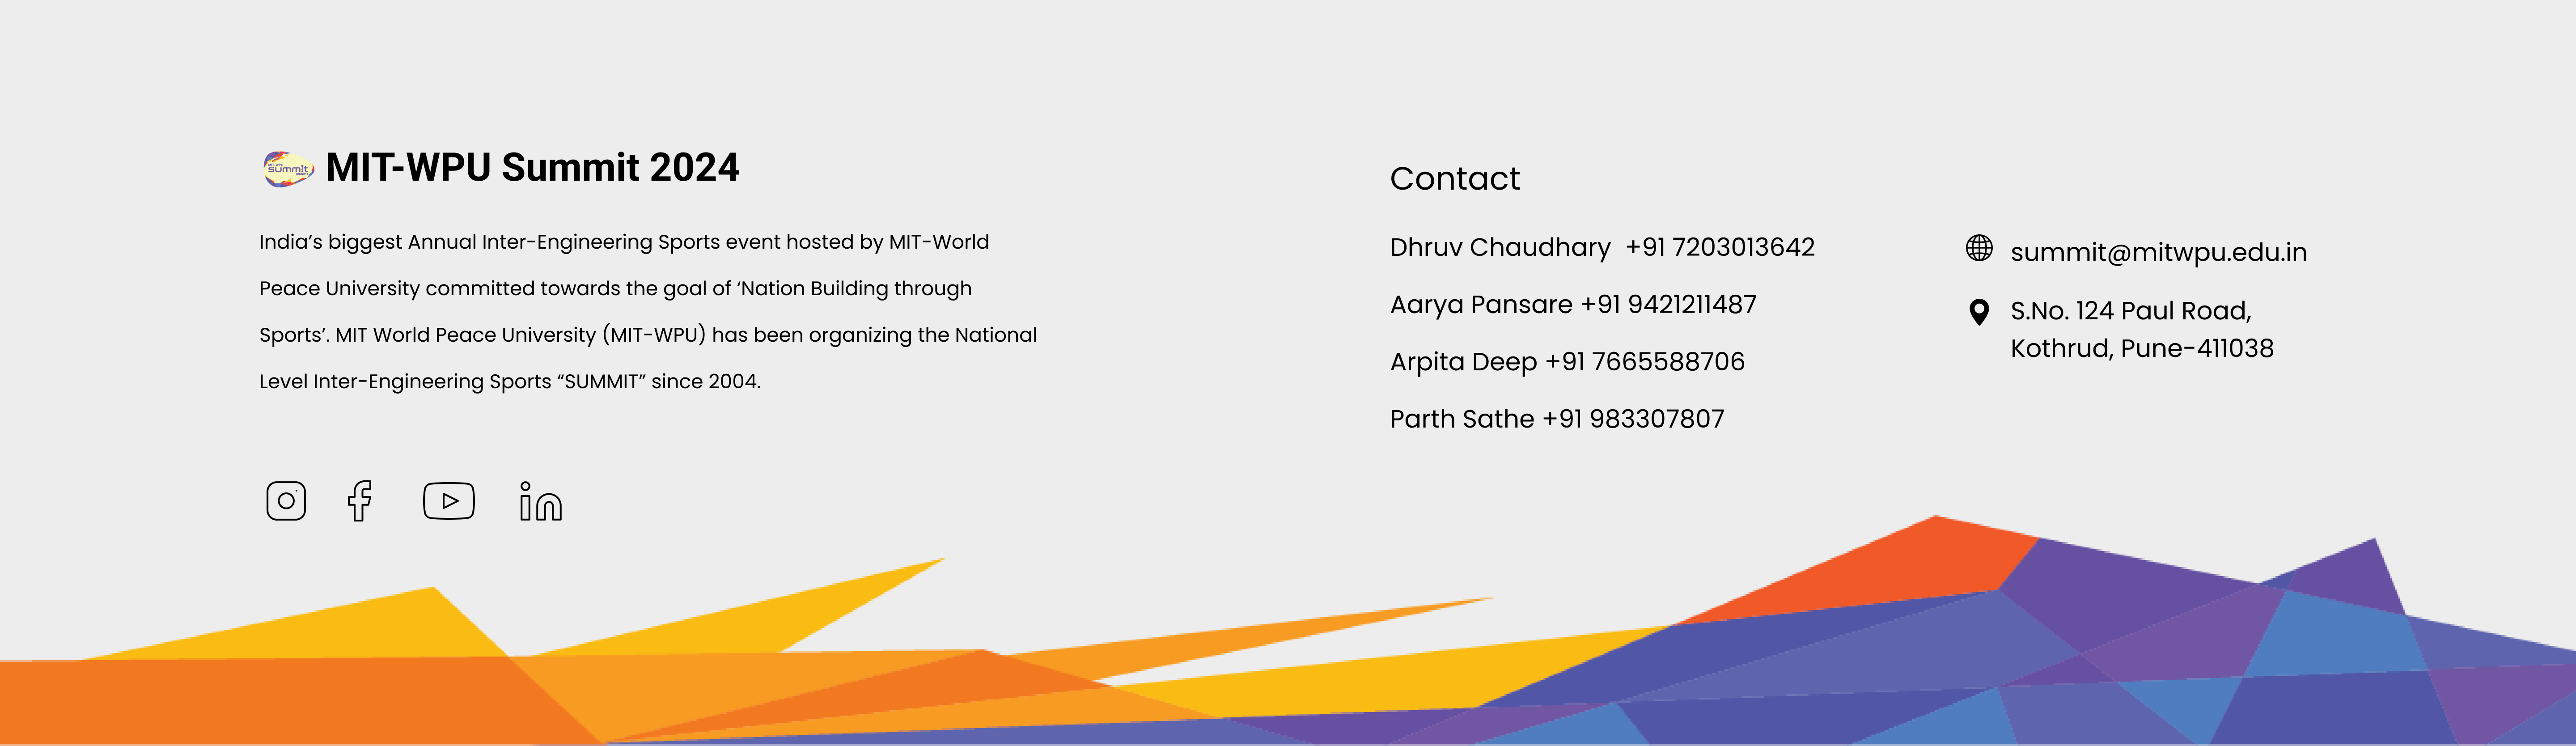 MIT-WPU Summit 2024
India’s biggest Annual Inter-Engineering Sports event hosted by MIT-World
Peace University committed towards the goal of ‘Nation Building through
Sports’. MIT World Peace University (MIT-WPU) has been organizing the National
Level Inter-Engineering Sports “SUMMIT” since 2004.
Contact
Dhruv Chaudhary +91 7203013642
Aarya Pansare +91 9421211487
Arpita Deep +91 7665588706
Parth Sathe +91 983307807
summit@mitwpu.edu.in
S.No. 124 Paul Road,
Kothrud, Pune-411038